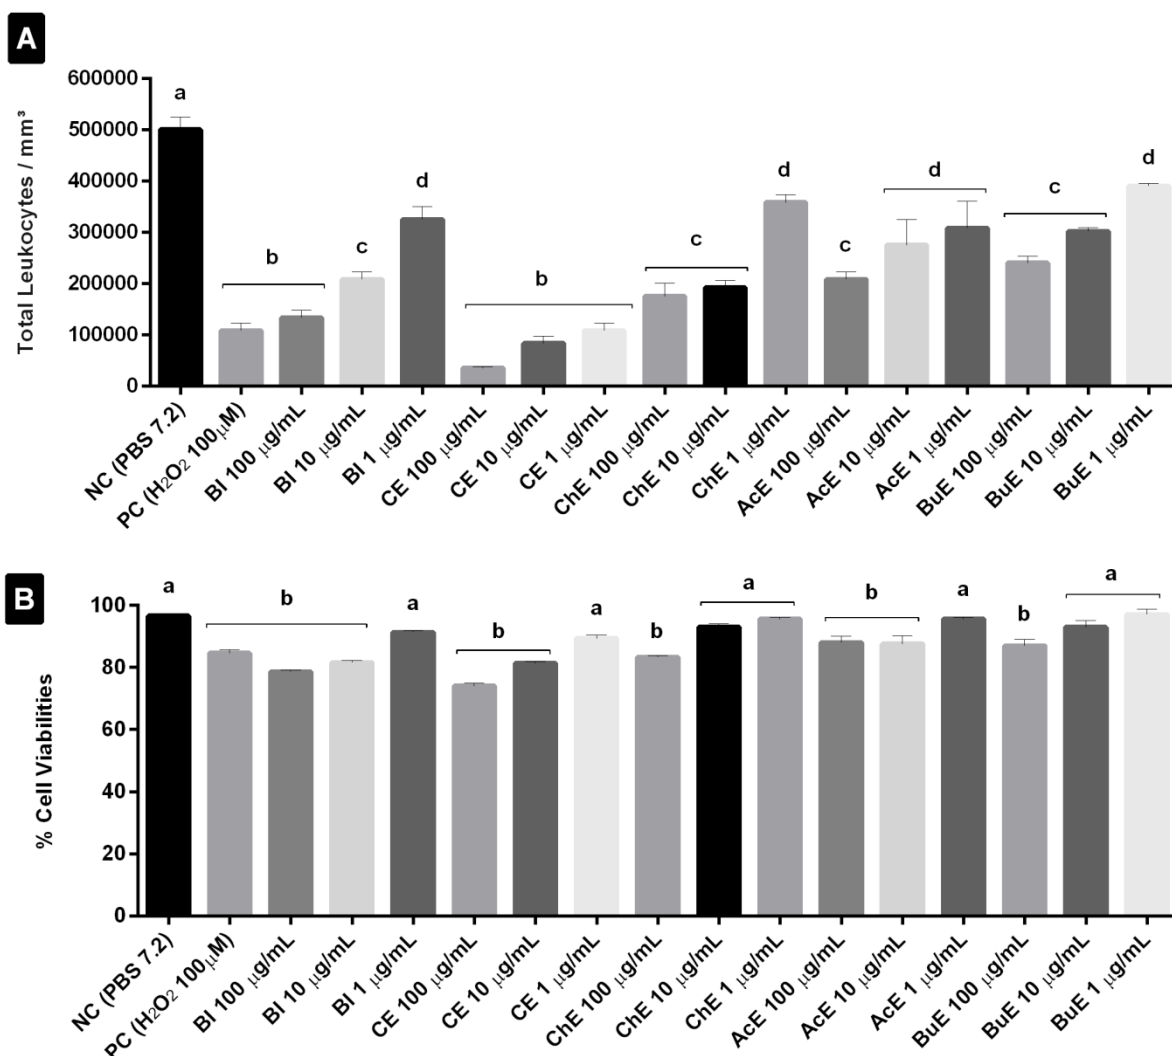 A
Total Leukocytes / mm³
600000
500000
400000
300000
200000
100000
0
a
b
c
d
b
c
d
c
d
c
d
NC (PBS 7.2)
PC (H₂O₂ 100μM)
BI 100 μg/mL
BI 10 μg/mL
BI 1 μg/mL
CE 100 μg/mL
CE 10 μg/mL
CE 1 μg/mL
ChE 100 μg/mL
ChE 10 μg/mL
ChE 1 μg/mL
AcE 100 μg/mL
AcE 10 μg/mL
AcE 1 μg/mL
BuE 100 μg/mL
BuE 10 μg/mL
BuE 1 μg/mL
B
% Cell Viabilities
100
80
60
40
20
0
a
b
a
b
a
b
a
b
a
b
a
NC (PBS 7.2)
PC (H₂O₂ 100μM)
BI 100 μg/mL
BI 10 μg/mL
BI 1 μg/mL
CE 100 μg/mL
CE 10 μg/mL
CE 1 μg/mL
ChE 100 μg/mL
ChE 10 μg/mL
ChE 1 μg/mL
AcE 100 μg/mL
AcE 10 μg/mL
AcE 1 μg/mL
BuE 100 μg/mL
BuE 10 μg/mL
BuE 1 μg/mL